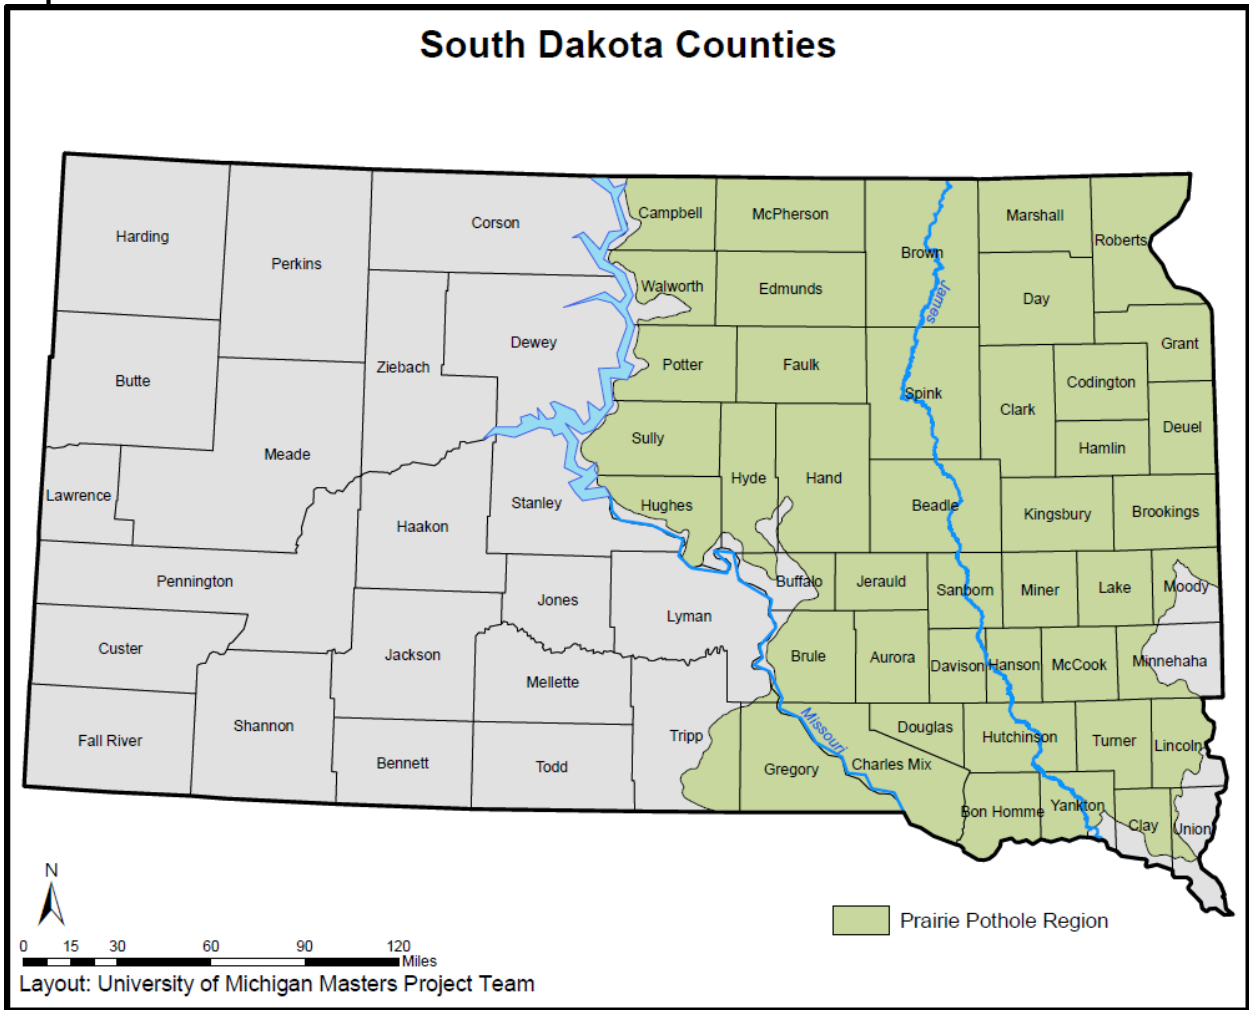 South Dakota Counties
Harding
Perkins
Corson
Campbell
McPherson
Brown
Marshall
Roberts
Walworth
Edmunds
James
Day
Butte
Ziebach
Dewey
Potter
Faulk
Spink
Clark
Codington
Grant
Meade
Sully
Hyde
Hand
Hamlin
Deuel
Lawrence
Haakon
Stanley
Hughes
Beadle
Kingsbury
Brookings
Pennington
Jones
Lyman
Buffalo
Jerauld
Sanborn
Miner
Lake
Moody
Custer
Jackson
Mellette
Brule
Aurora
Davison
Hanson
McCook
Minnehaha
Fall River
Shannon
Bennett
Todd
Tripp
Gregory
Missouri
Charles Mix
Douglas
Hutchinson
Turner
Lincoln
Bon Homme
Yankton
Clay
Union
N
Prairie Pothole Region
0 15 30 60 90 120
Miles
Layout: University of Michigan Masters Project Team